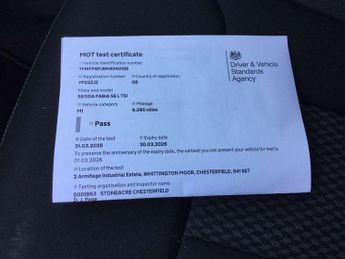 MOT test certificate
Vehicle identification number
Registration number
Country of registration
GB
Make and model
SKODA FABIA SE L TSI
Vehicle category
Mileage
M1
Pass
Date of the test
Expiry date
31.03.2025
30.03.2026
To preserve the anniversary of the expiry date, the earliest you can present your vehicle for test is
01.03.2026.
Location of the test
2 Armitage Industrial Estate, WHITTINGTON MOOR, CHESTERFIELD, S41 9ET
Testing organisation and inspector name
STONEACRE CHESTERFIELD
Driver & Vehicle
Standards
Agency